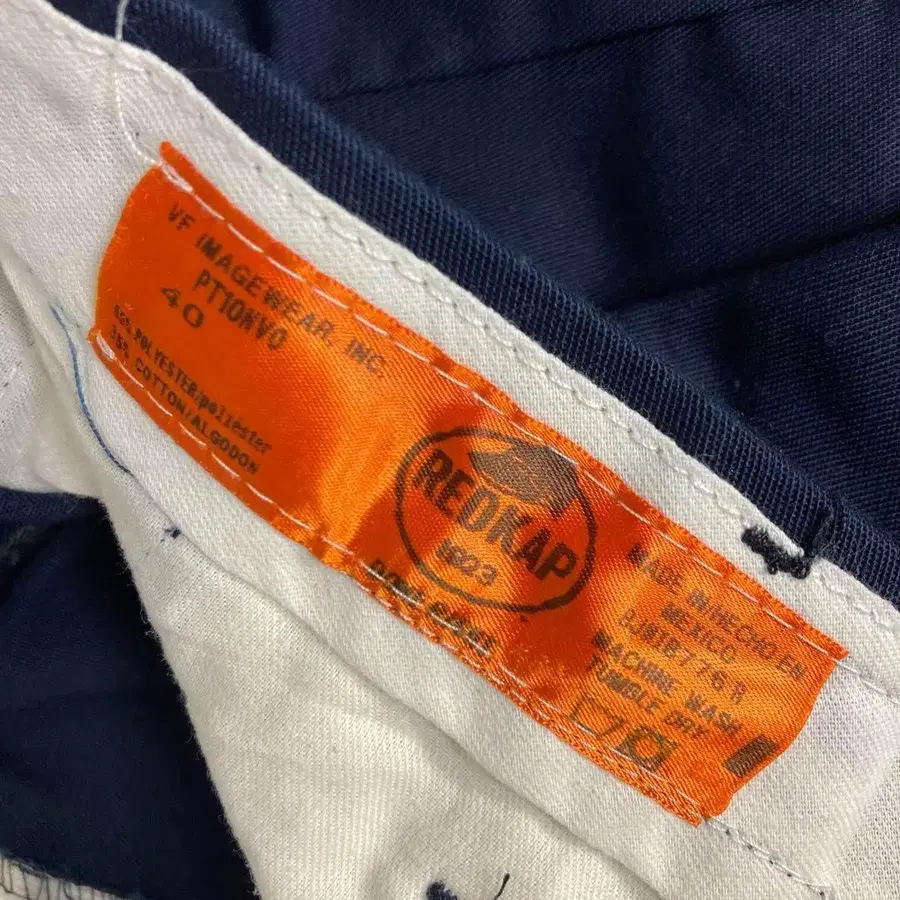 VF IMAGEWEAR, INC.
PT10NVO
40
65% POLYESTER/poliester
35% COTTON/ALGODON
REDKAP
1923
MADE IN/HECHO EN
MEXICO
MACHINE WASH
TUMBLE DRY